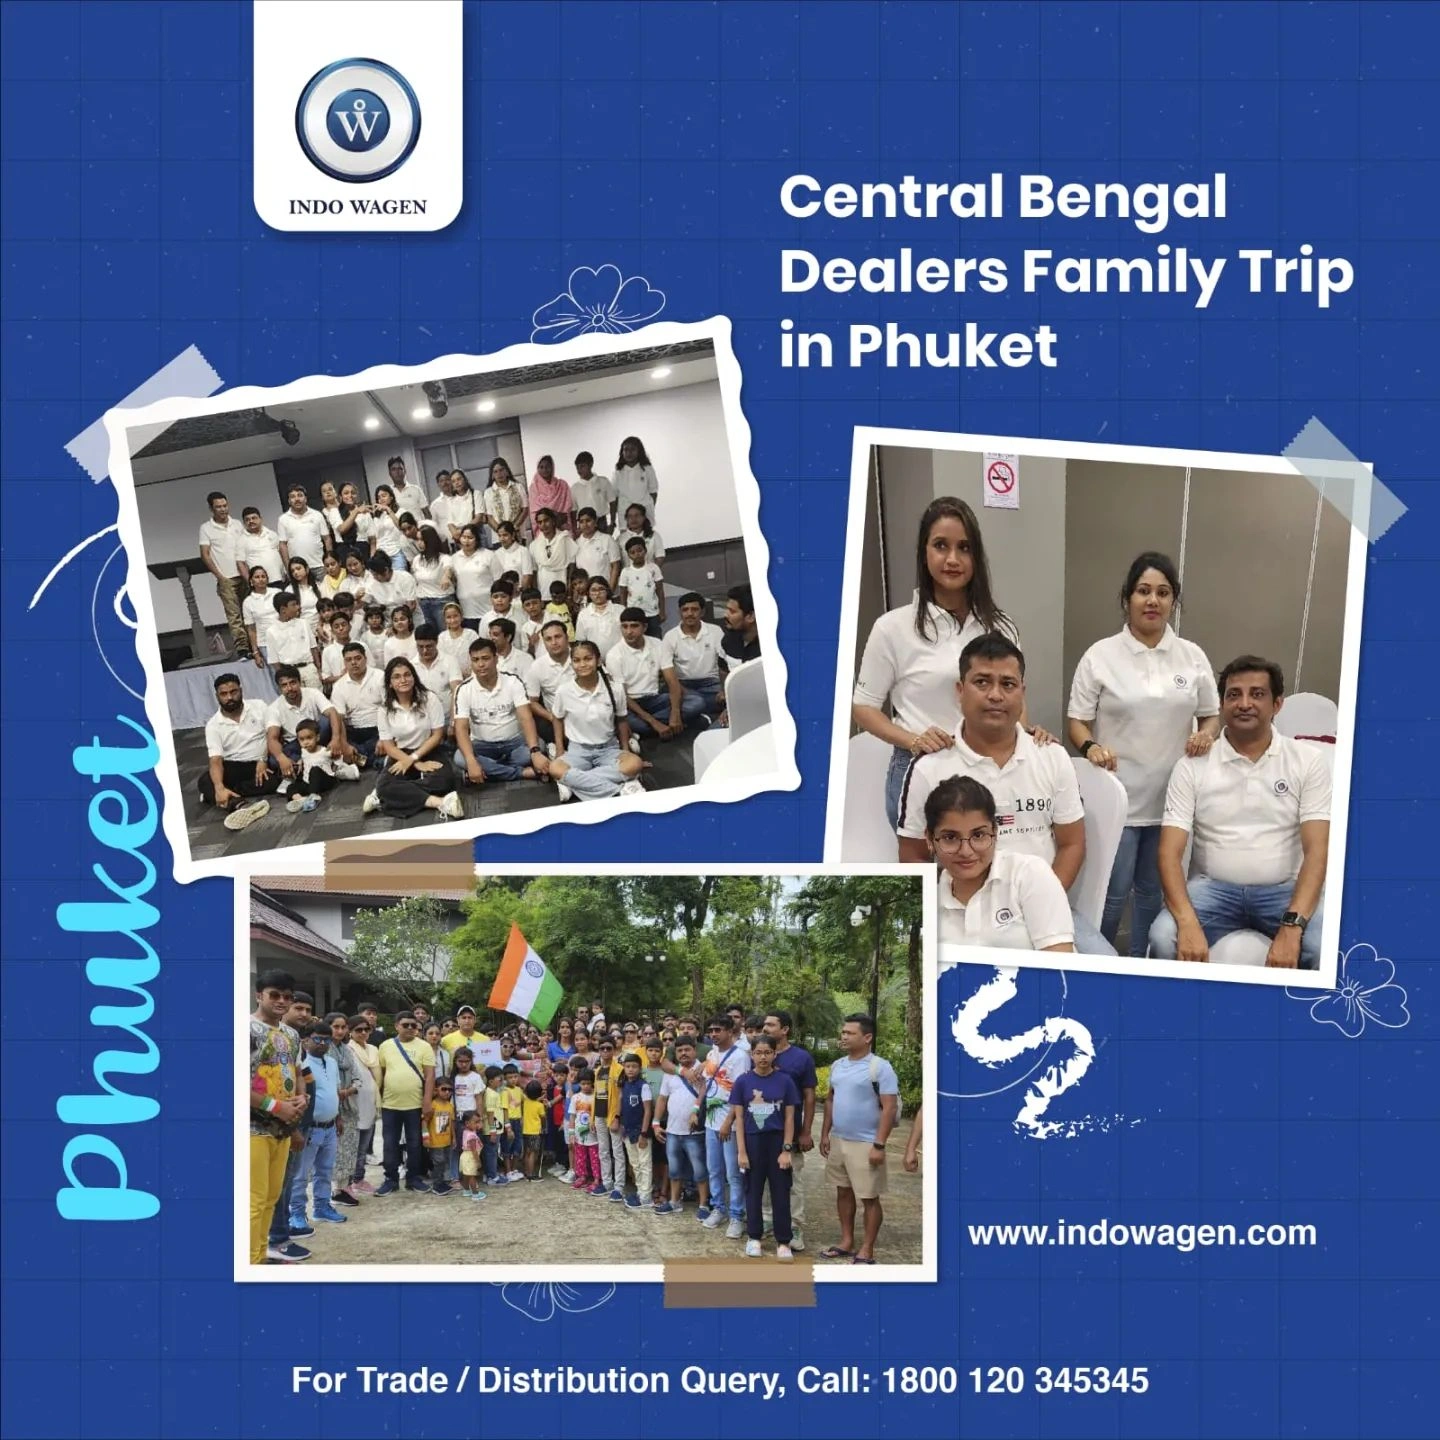 W
INDO WAGEN
Central Bengal
Dealers Family Trip
in Phuket
1890
phuket
www.indowagen.com
For Trade / Distribution Query, Call: 1800 120 345345